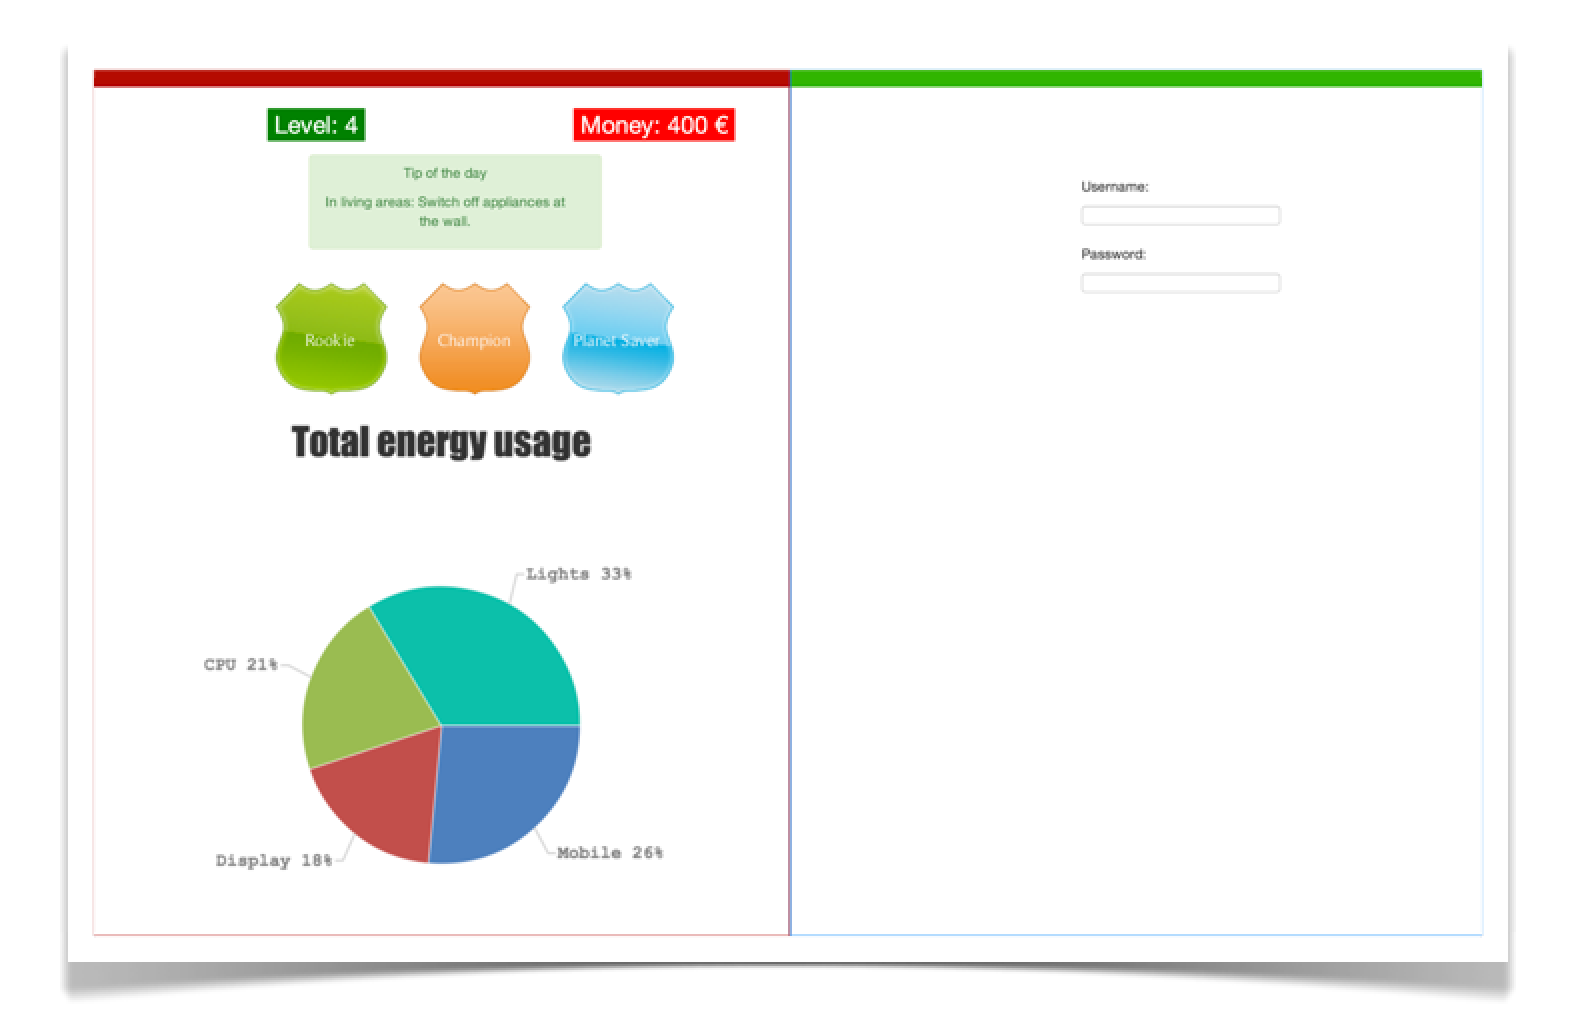 Level: 4
Money: 400 €
Tip of the day
In living areas: Switch off appliances at
the wall.
Rookie
Champion
Planet Saver
Total energy usage
Lights 33%
CPU 21%
Mobile 26%
Display 18%
Username:
Password: